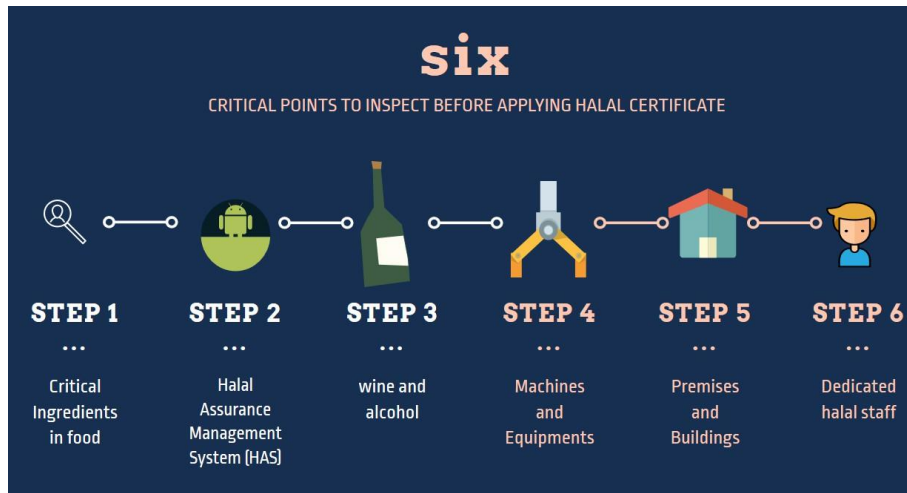 six
CRITICAL POINTS TO INSPECT BEFORE APPLYING HALAL CERTIFICATE
STEP 1
...
Critical
Ingredients
in food
STEP 2
...
Halal
Assurance
Management
System (HAS)
STEP 3
...
wine and
alcohol
STEP 4
...
Machines
and
Equipments
STEP 5
...
Premises
and
Buildings
STEP 6
...
Dedicated
halal staff